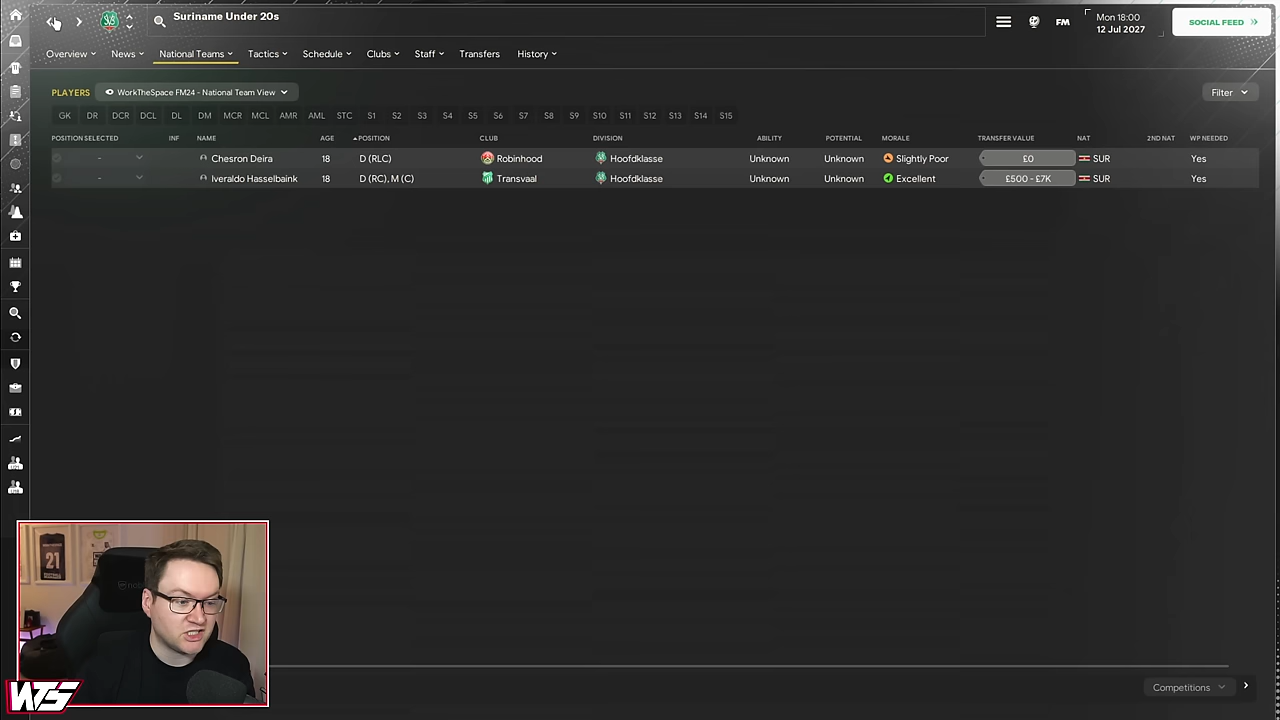 Suriname Under 20s
FM
Mon 18:00
12 Jul 2027
SOCIAL FEED
Overview News National Teams Tactics Schedule Clubs Staff Transfers History
PLAYERS WorkTheSpace FM24 - National Team View Filter
GK DR DCR DCL DL DM MCR MCL AMR AML STC S1 S2 S3 S4 S5 S6 S7 S8 S9 S10 S11 S12 S13 S14 S15
POSITION SELECTED INF NAME AGE POSITION CLUB DIVISION ABILITY POTENTIAL MORALE TRANSFER VALUE NAT 2ND NAT WP NEEDED
- Chesron Deira 18 D (RLC) Robinhood Hoofdklasse Unknown Unknown Slightly Poor £0 SUR Yes
- Iveraldo Hasselbaink 18 D (RC), M (C) Transvaal Hoofdklasse Unknown Unknown Excellent £500 - £7K SUR Yes
21
WTS
Competitions